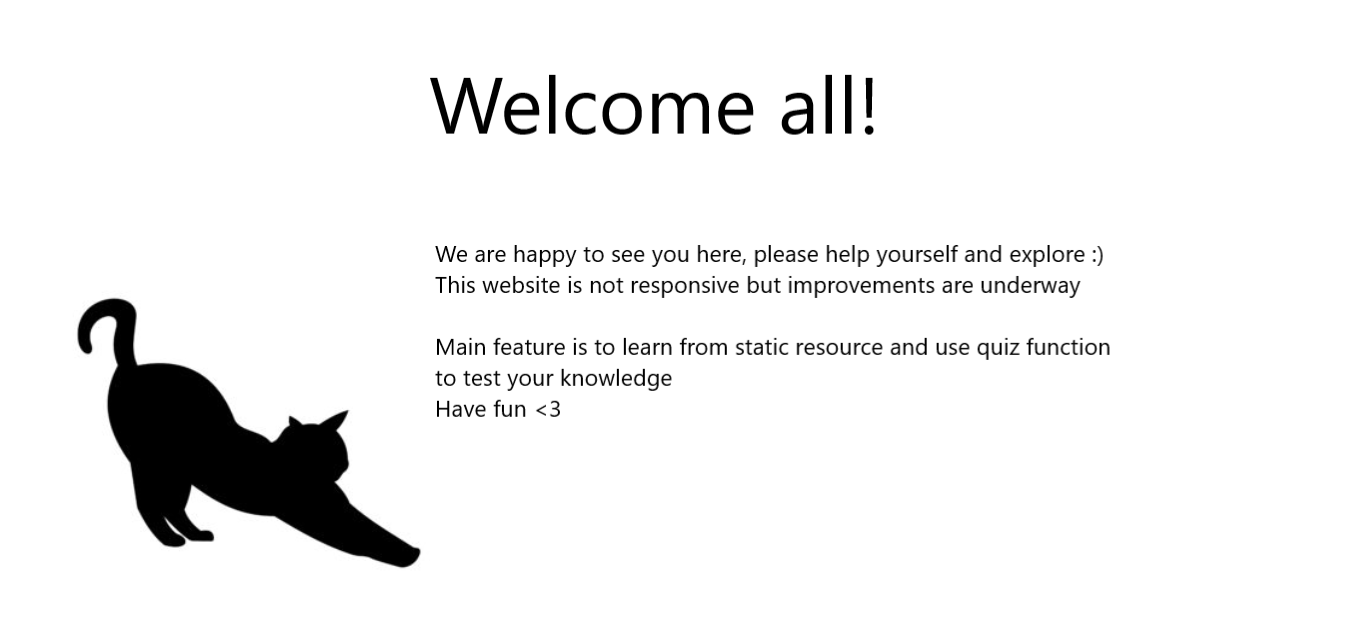 Welcome all!
We are happy to see you here, please help yourself and explore :)
This website is not responsive but improvements are underway
Main feature is to learn from static resource and use quiz function
to test your knowledge
Have fun <3